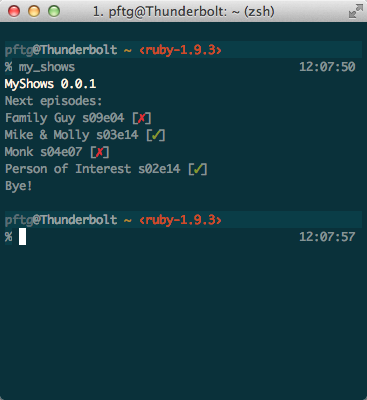 1. pftg@Thunderbolt: ~ (zsh)
pftg@Thunderbolt ~ ‹ruby-1.9.3›
% my_shows 12:07:50
MyShows 0.0.1
Next episodes:
Family Guy s09e04 [✗]
Mike & Molly s03e14 [✓]
Monk s04e07 [✗]
Person of Interest s02e14 [✓]
Bye!
pftg@Thunderbolt ~ ‹ruby-1.9.3›
% 12:07:57